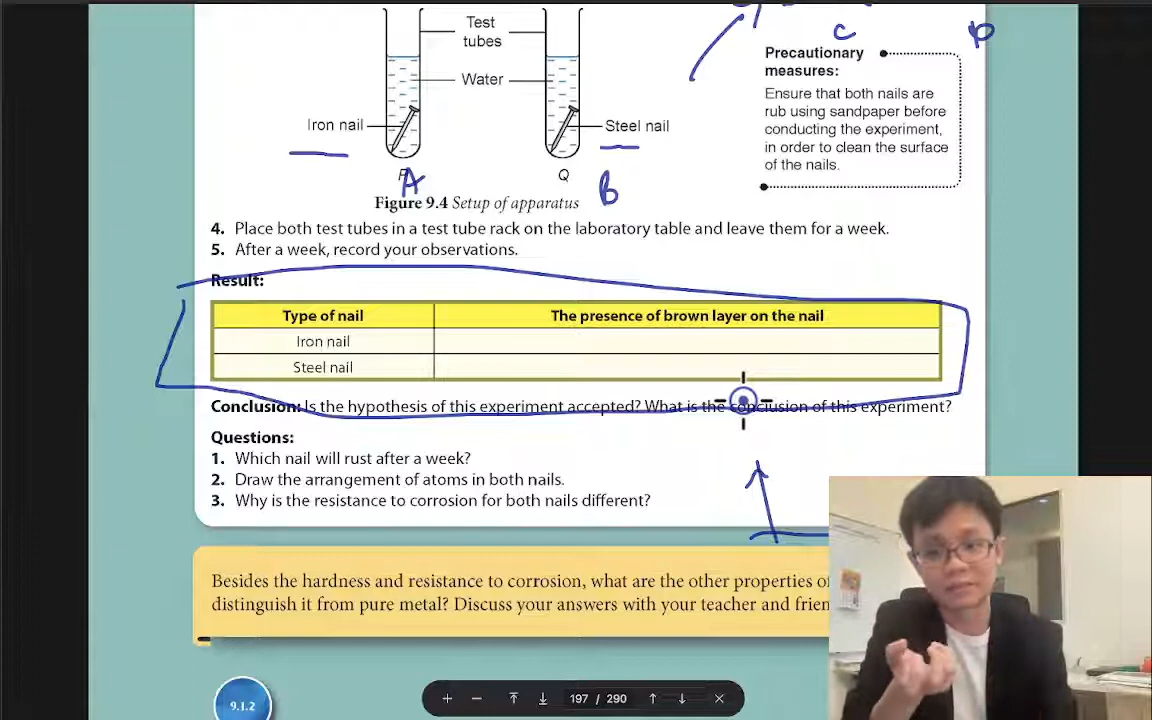 Test
tubes
C
p
Water
Precautionary
measures:
Ensure that both nails are
rub using sandpaper before
conducting the experiment,
in order to clean the surface
of the nails.
Iron nail
Steel nail
A
Q
B
Figure 9.4 Setup of apparatus
4. Place both test tubes in a test tube rack on the laboratory table and leave them for a week.
5. After a week, record your observations.
Result:
Type of nail
The presence of brown layer on the nail
Iron nail
Steel nail
Conclusion: Is the hypothesis of this experiment accepted? What is the conclusion of this experiment?
Questions:
1. Which nail will rust after a week?
2. Draw the arrangement of atoms in both nails.
3. Why is the resistance to corrosion for both nails different?
Besides the hardness and resistance to corrosion, what are the other properties
distinguish it from pure metal? Discuss your answers with your teacher and
9.1.2
197 / 290